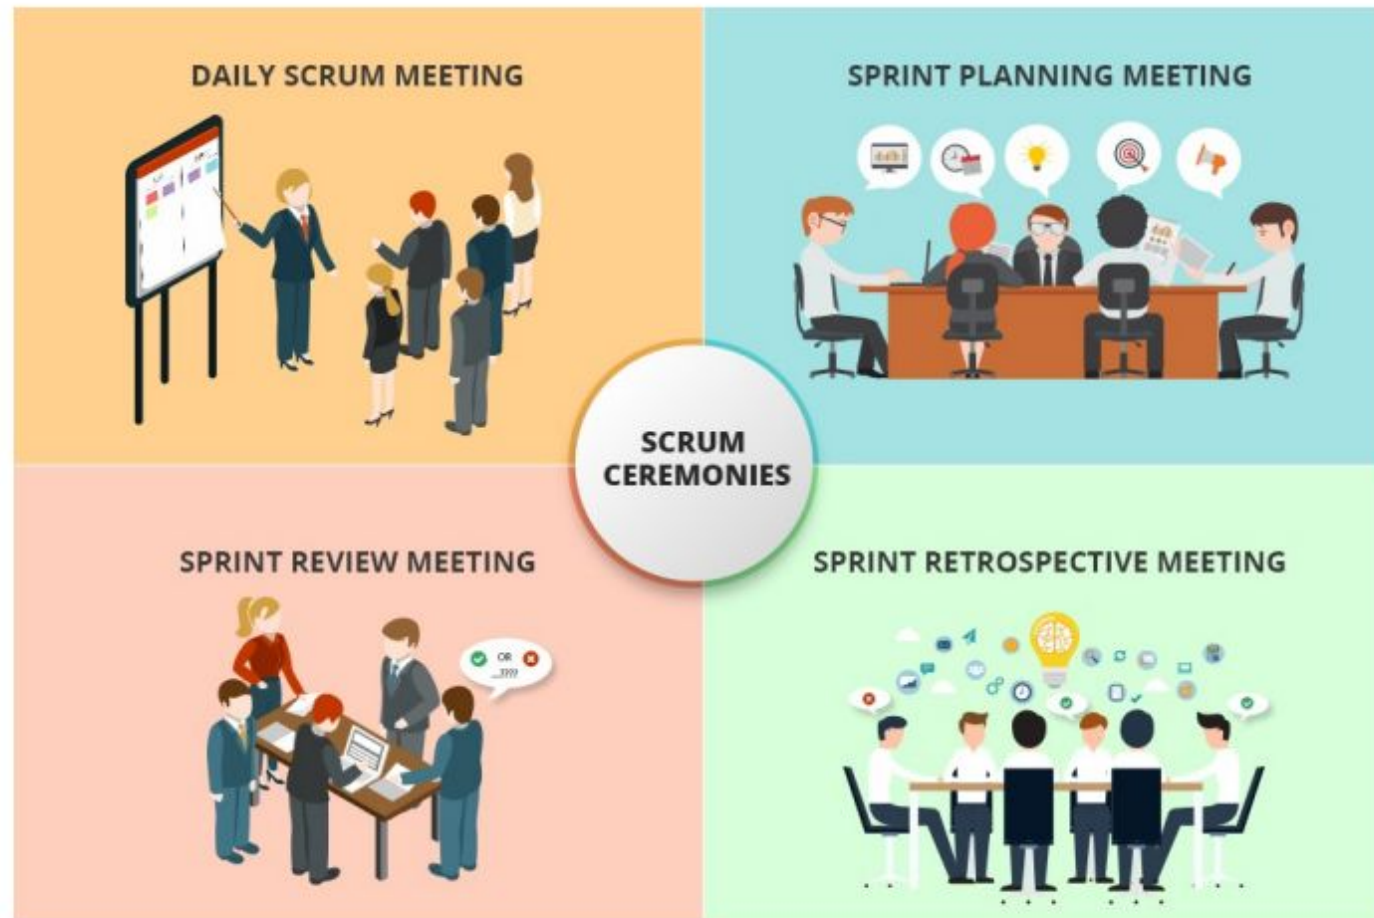 DAILY SCRUM MEETING
SPRINT PLANNING MEETING
SCRUM
CEREMONIES
SPRINT REVIEW MEETING
OR
SPRINT RETROSPECTIVE MEETING